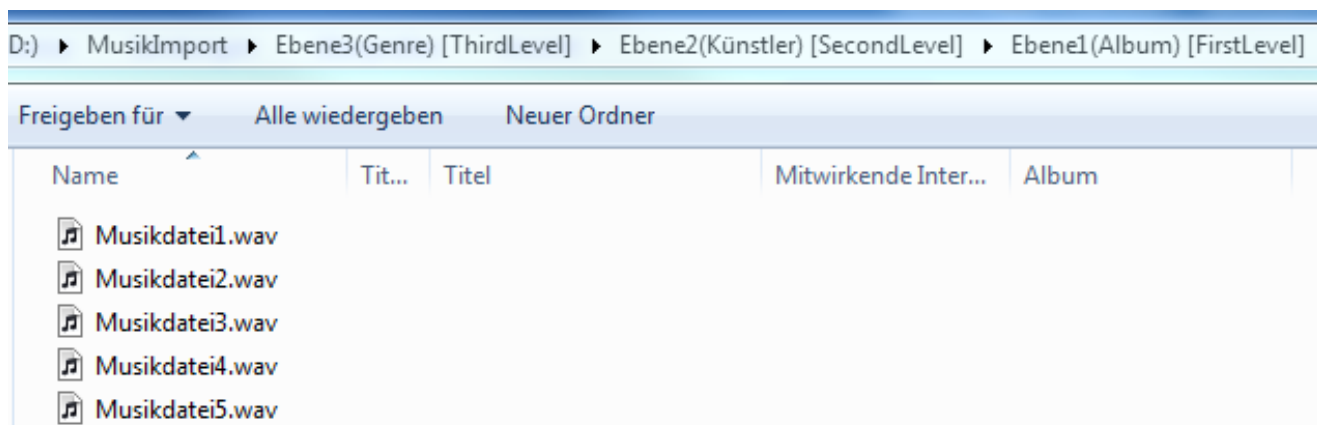 D:) ▸ MusikImport ▸ Ebene3(Genre) [ThirdLevel] ▸ Ebene2(Künstler) [SecondLevel] ▸ Ebene1(Album) [FirstLevel]
Freigeben für ▾ Alle wiedergeben Neuer Ordner
Name Tit... Titel Mitwirkende Inter... Album
Musikdatei1.wav
Musikdatei2.wav
Musikdatei3.wav
Musikdatei4.wav
Musikdatei5.wav